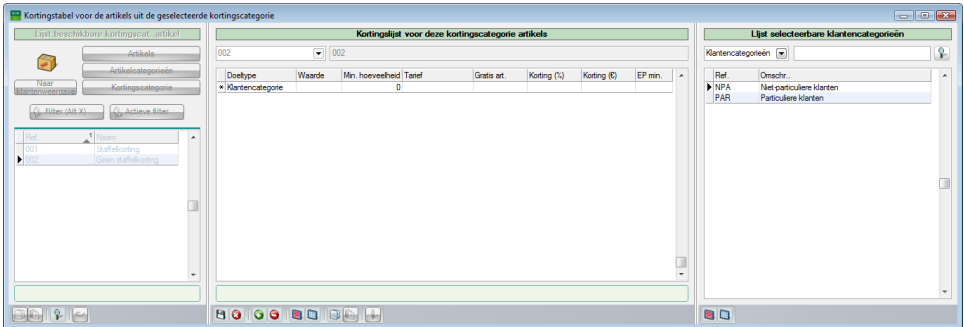 Kortingstabel voor de artikels uit de geselecteerde kortingscategorie
Lijst beschikbare kortingscat. artikel
Artikels
Artikelcategorieën
Naar klantenweergave
Kortingscategorie
Filter (Alt X)
Actieve filter
Ref. 1 Naam
001 Staffelkorting
002 Geen staffelkorting
Kortingslijst voor deze kortingscategorie artikels
002 002
Doeltype Waarde Min. hoeveelheid Tarief Gratis art. Korting (%) Korting (€) EP min.
Klantencategorie 0
LIjst selecteerbare klantencategorieën
Klantencategorieën
Ref. Omschr..
NPA Niet-particuliere klanten
PAR Particuliere klanten